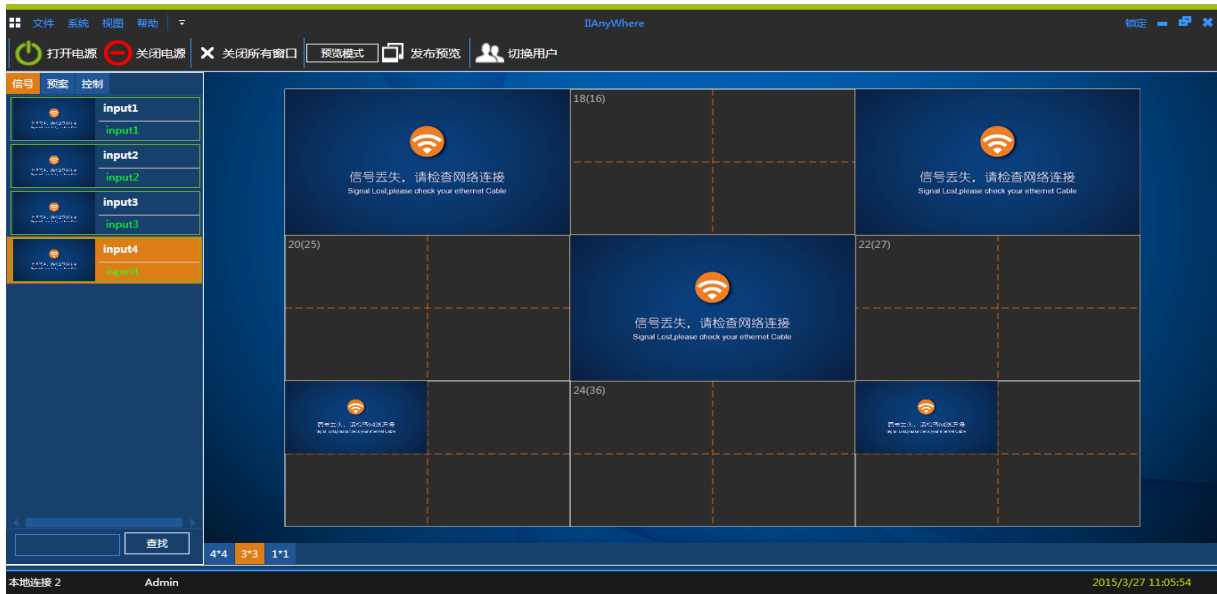 文件 系统 视图 帮助 IIAnyWhere 锁定
打开电源 关闭电源 关闭所有窗口 预览模式 发布预览 切换用户
信号 预案 控制
input1
input1
input2
input2
input3
input3
input4
input4
查找
信号丢失，请检查网络连接
Signal Lost,please check your ethernet Cable
18(16)
信号丢失，请检查网络连接
Signal Lost,please check your ethernet Cable
20(25)
信号丢失，请检查网络连接
Signal Lost,please check your ethernet Cable
22(27)
24(36)
4*4 3*3 1*1
本地连接 2 Admin 2015/3/27 11:05:54